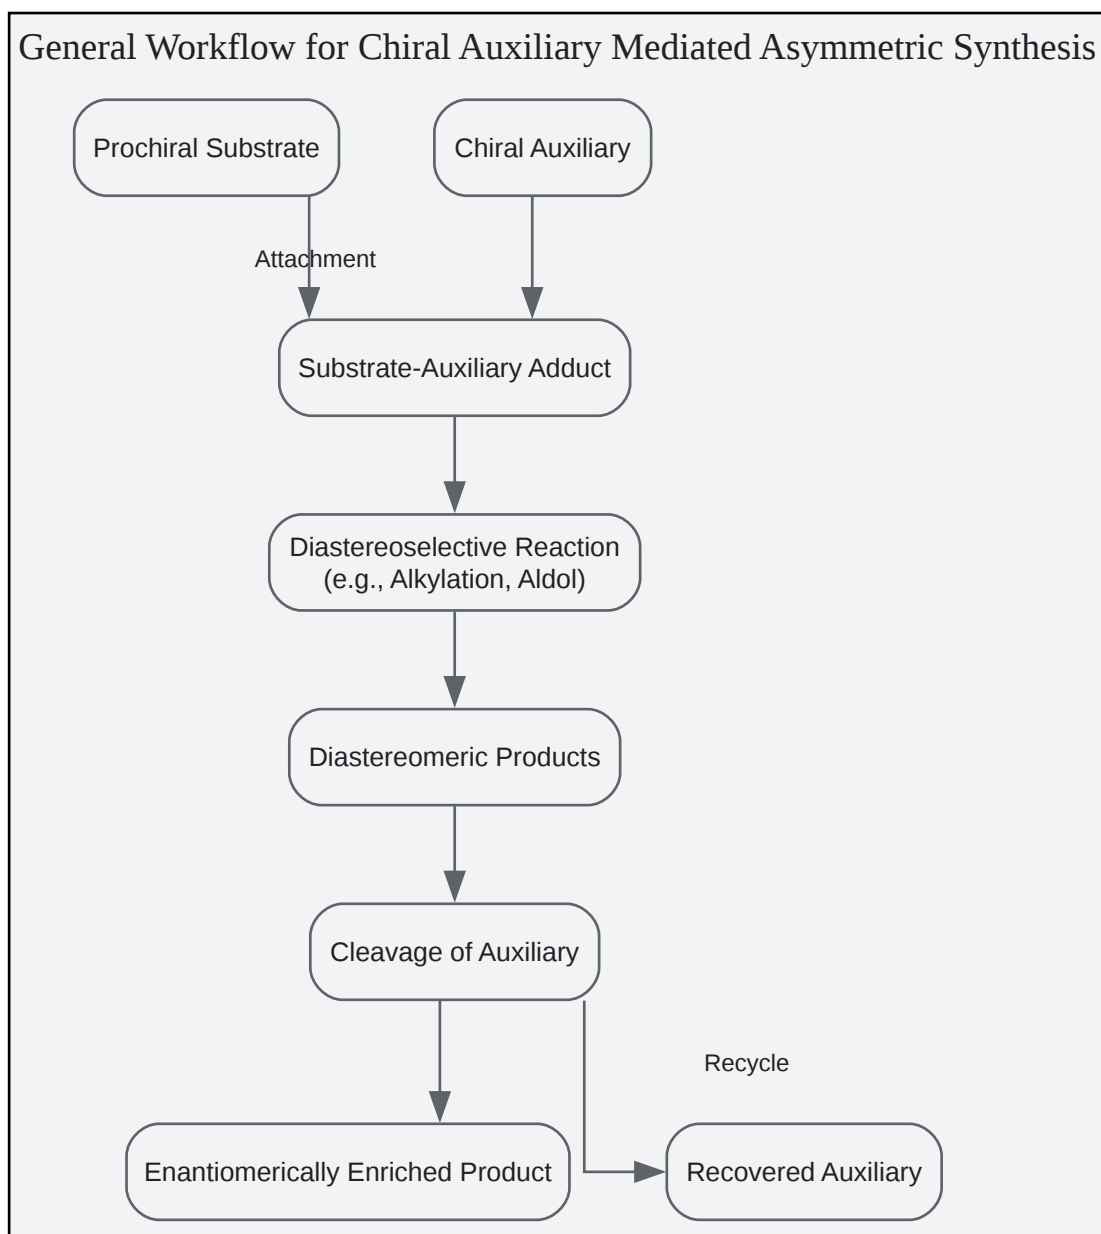 General Workflow for Chiral Auxiliary Mediated Asymmetric Synthesis
Prochiral Substrate
Chiral Auxiliary
Attachment
Substrate-Auxiliary Adduct
Diastereoselective Reaction
(e.g., Alkylation, Aldol)
Diastereomeric Products
Cleavage of Auxiliary
Recycle
Enantiomerically Enriched Product
Recovered Auxiliary